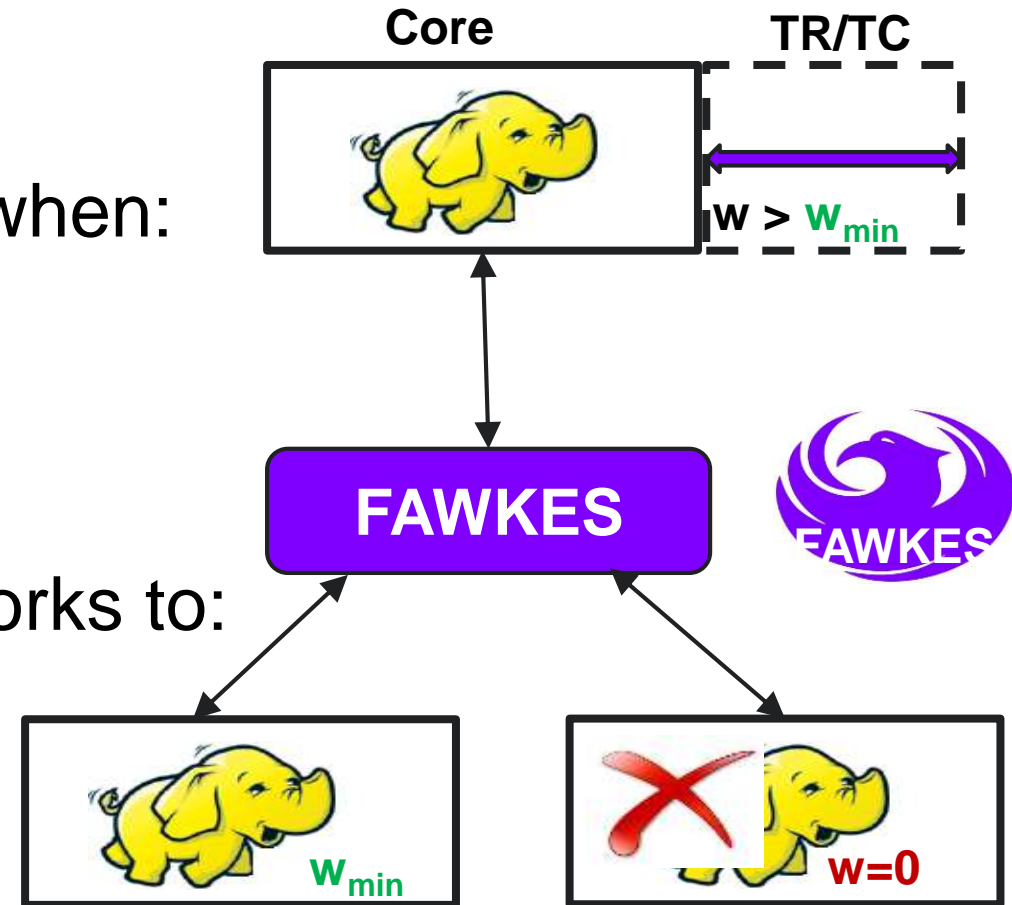 Core
TR/TC
when:
w > wmin
FAWKES
FAWKES
orks to:
wmin
w=0